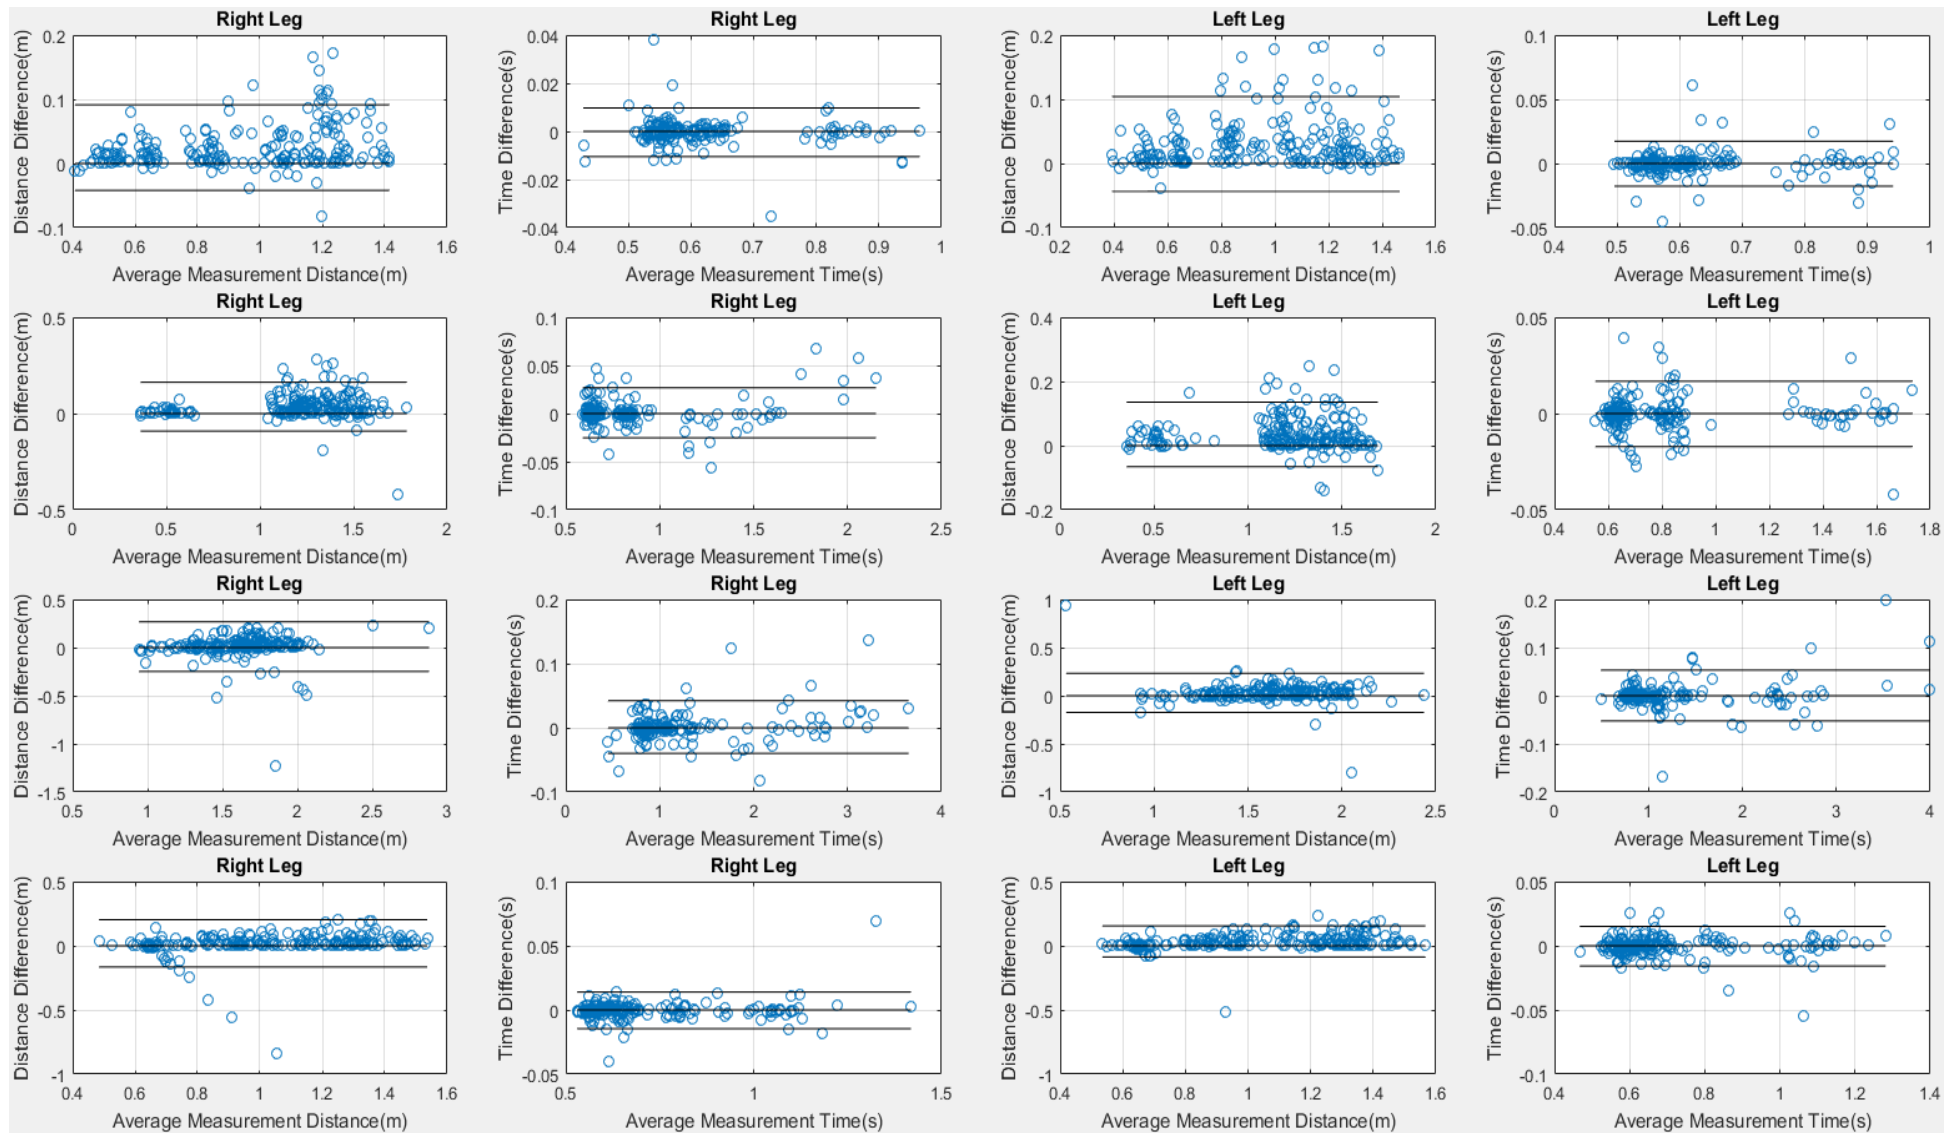 Right Leg Right Leg Left Leg Left Leg
0.2 0.04 0.2 0.1
0.1 0.02 0.1 0.05
0 0 0 0
-0.02
-0.1 -0.04 -0.1 -0.05
Distance Difference(m) Time Difference(s) Distance Difference(m) Time Difference(s)
0.4 0.6 0.8 1 1.2 1.4 1.6 0.4 0.5 0.6 0.7 0.8 0.9 1 0.2 0.4 0.6 0.8 1 1.2 1.4 1.6 0.4 0.5 0.6 0.7 0.8 0.9 1
Average Measurement Distance(m) Average Measurement Time(s) Average Measurement Distance(m) Average Measurement Time(s)
Right Leg Right Leg Left Leg Left Leg
0.5 0.1 0.4 0.05
0.05 0.2
0 0 0 0
-0.05
-0.5 -0.1 -0.2 -0.05
Distance Difference(m) Time Difference(s) Distance Difference(m) Time Difference(s)
0 0.5 1 1.5 2 0.5 1 1.5 2 2.5 0 0.5 1 1.5 2 0.4 0.6 0.8 1 1.2 1.4 1.6 1.8
Average Measurement Distance(m) Average Measurement Time(s) Average Measurement Distance(m) Average Measurement Time(s)
Right Leg Right Leg Left Leg Left Leg
0.5 0.2 1 0.2
0 0.1 0.5 0.1
-0.5 0 0 0
-1 -0.5 -0.1
-1.5 -0.1 -1 -0.2
Distance Difference(m) Time Difference(s) Distance Difference(m) Time Difference(s)
0.5 1 1.5 2 2.5 3 0 1 2 3 4 0.5 1 1.5 2 2.5 0 1 2 3 4
Average Measurement Distance(m) Average Measurement Time(s) Average Measurement Distance(m) Average Measurement Time(s)
Right Leg Right Leg Left Leg Left Leg
0.5 0.1 0.5 0.05
0 0.05 0 0
-0.5 0 -0.5 -0.05
-1 -0.05 -1 -0.1
Distance Difference(m) Time Difference(s) Distance Difference(m) Time Difference(s)
0.4 0.6 0.8 1 1.2 1.4 1.6 0.5 1 1.5 0.4 0.6 0.8 1 1.2 1.4 1.6 0.4 0.6 0.8 1 1.2 1.4
Average Measurement Distance(m) Average Measurement Time(s) Average Measurement Distance(m) Average Measurement Time(s)